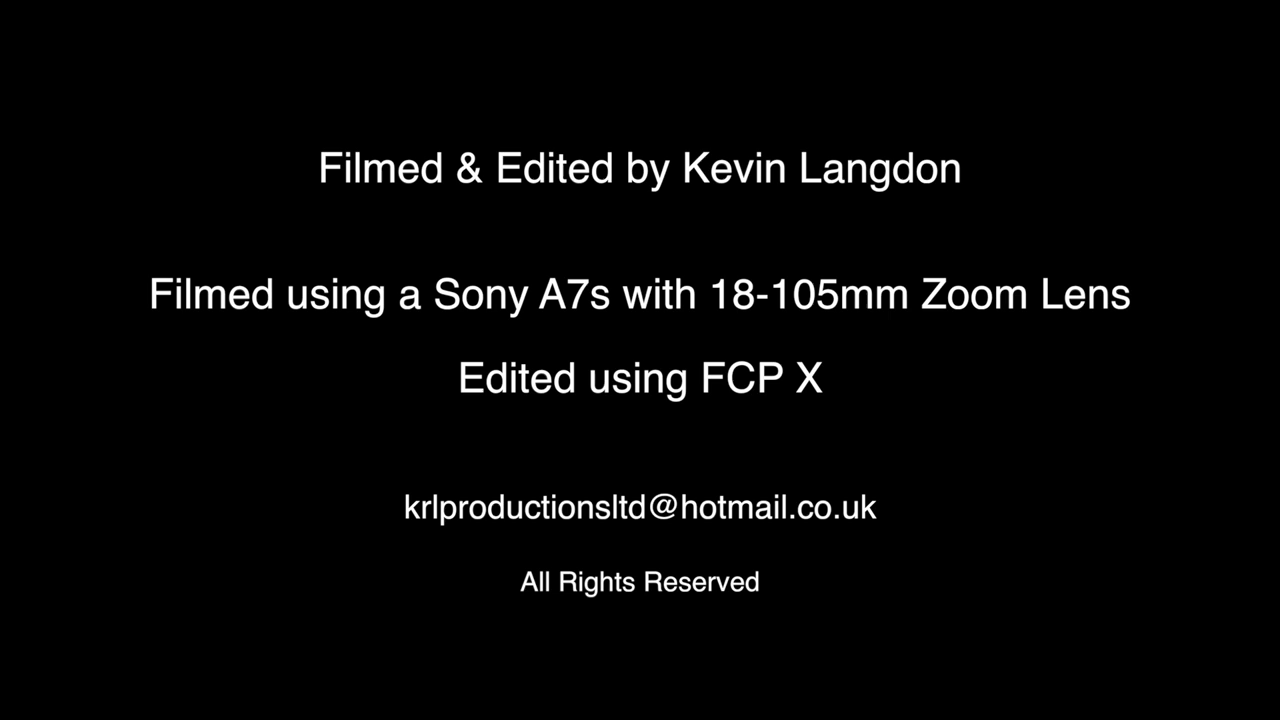 Filmed & Edited by Kevin Langdon
Filmed using a Sony A7s with 18-105mm Zoom Lens
Edited using FCP X
krlproductionsltd@hotmail.co.uk
All Rights Reserved